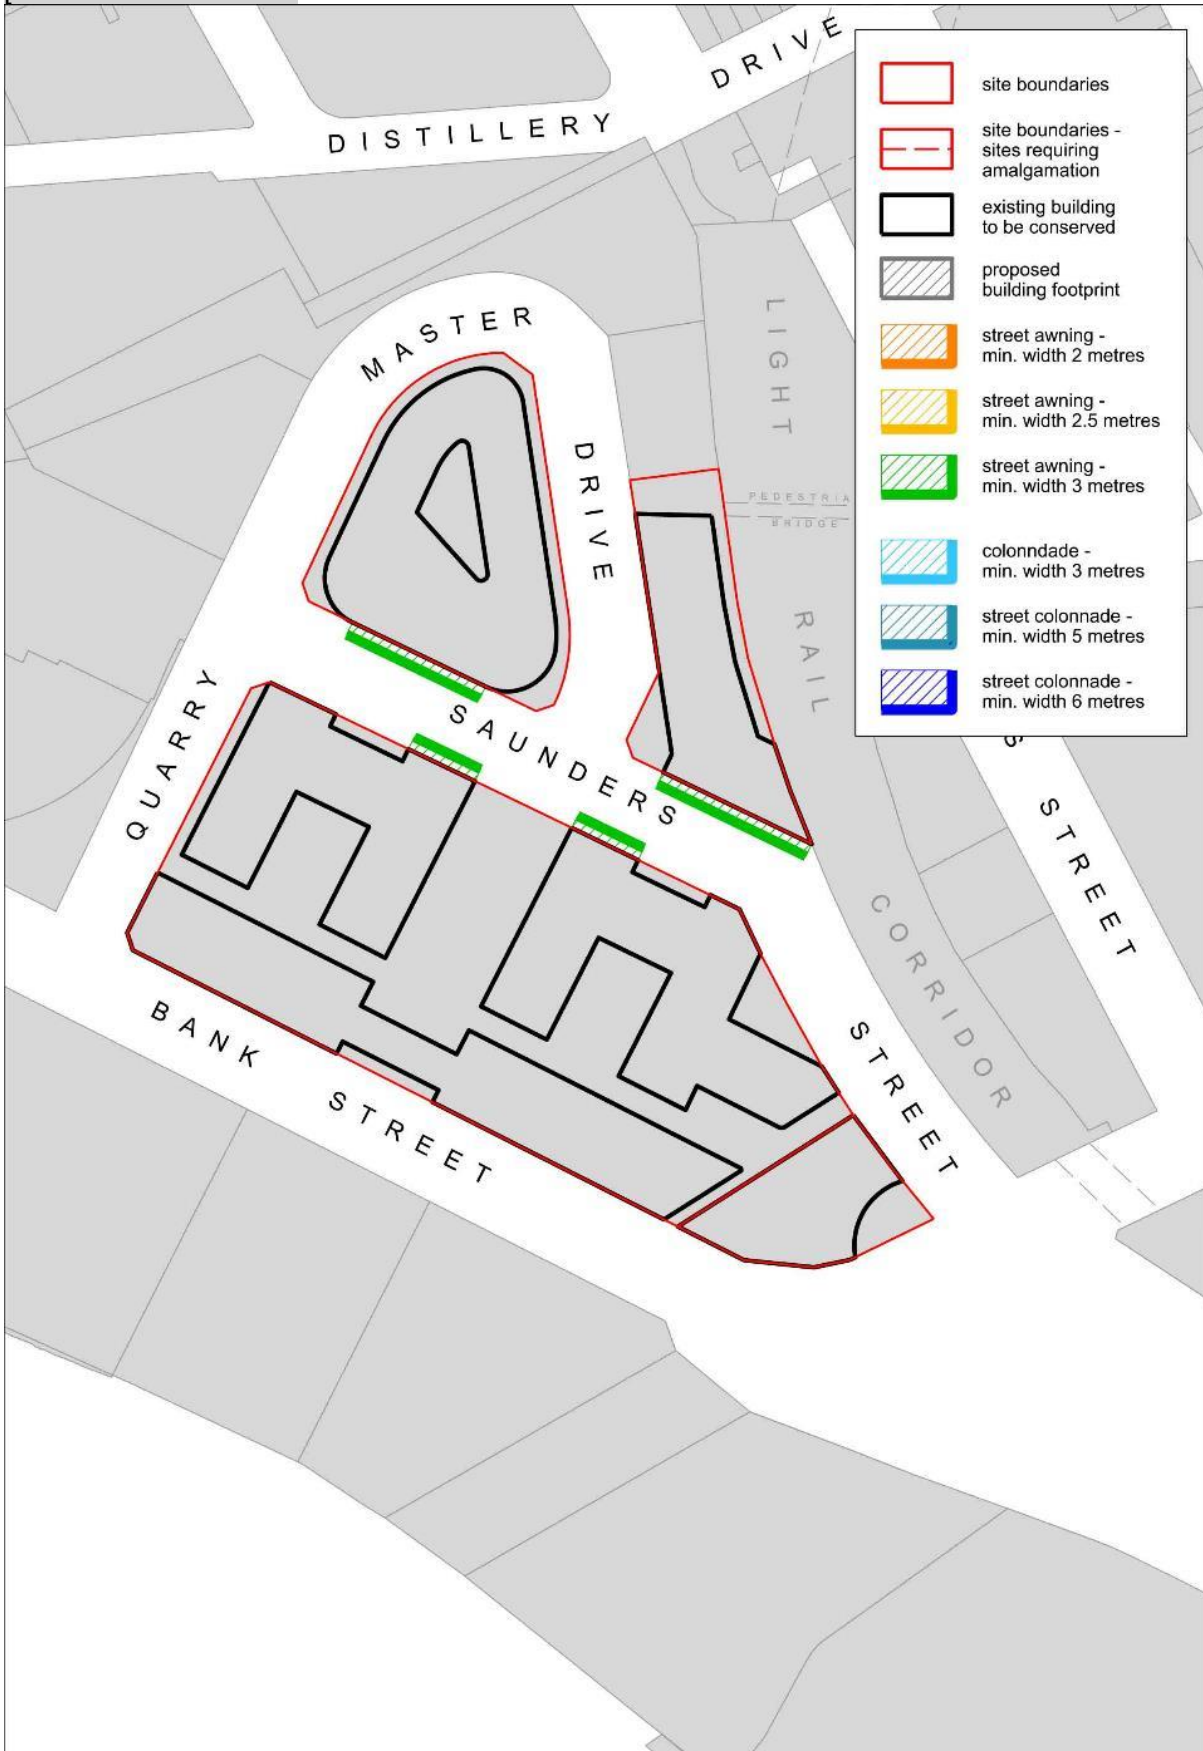 DISTILLERY DRIVE
site boundaries
site boundaries -
sites requiring
amalgamation
existing building
to be conserved
proposed
building footprint
street awning -
min. width 2 metres
street awning -
min. width 2.5 metres
street awning -
min. width 3 metres
colonndade -
min. width 3 metres
street colonnade -
min. width 5 metres
street colonnade -
min. width 6 metres
QUARRY MASTER DRIVE
LIGHT RAIL CORRIDOR
PEDESTRIA
BRIDGE
SAUNDERS STREET
S STREET
BANK STREET